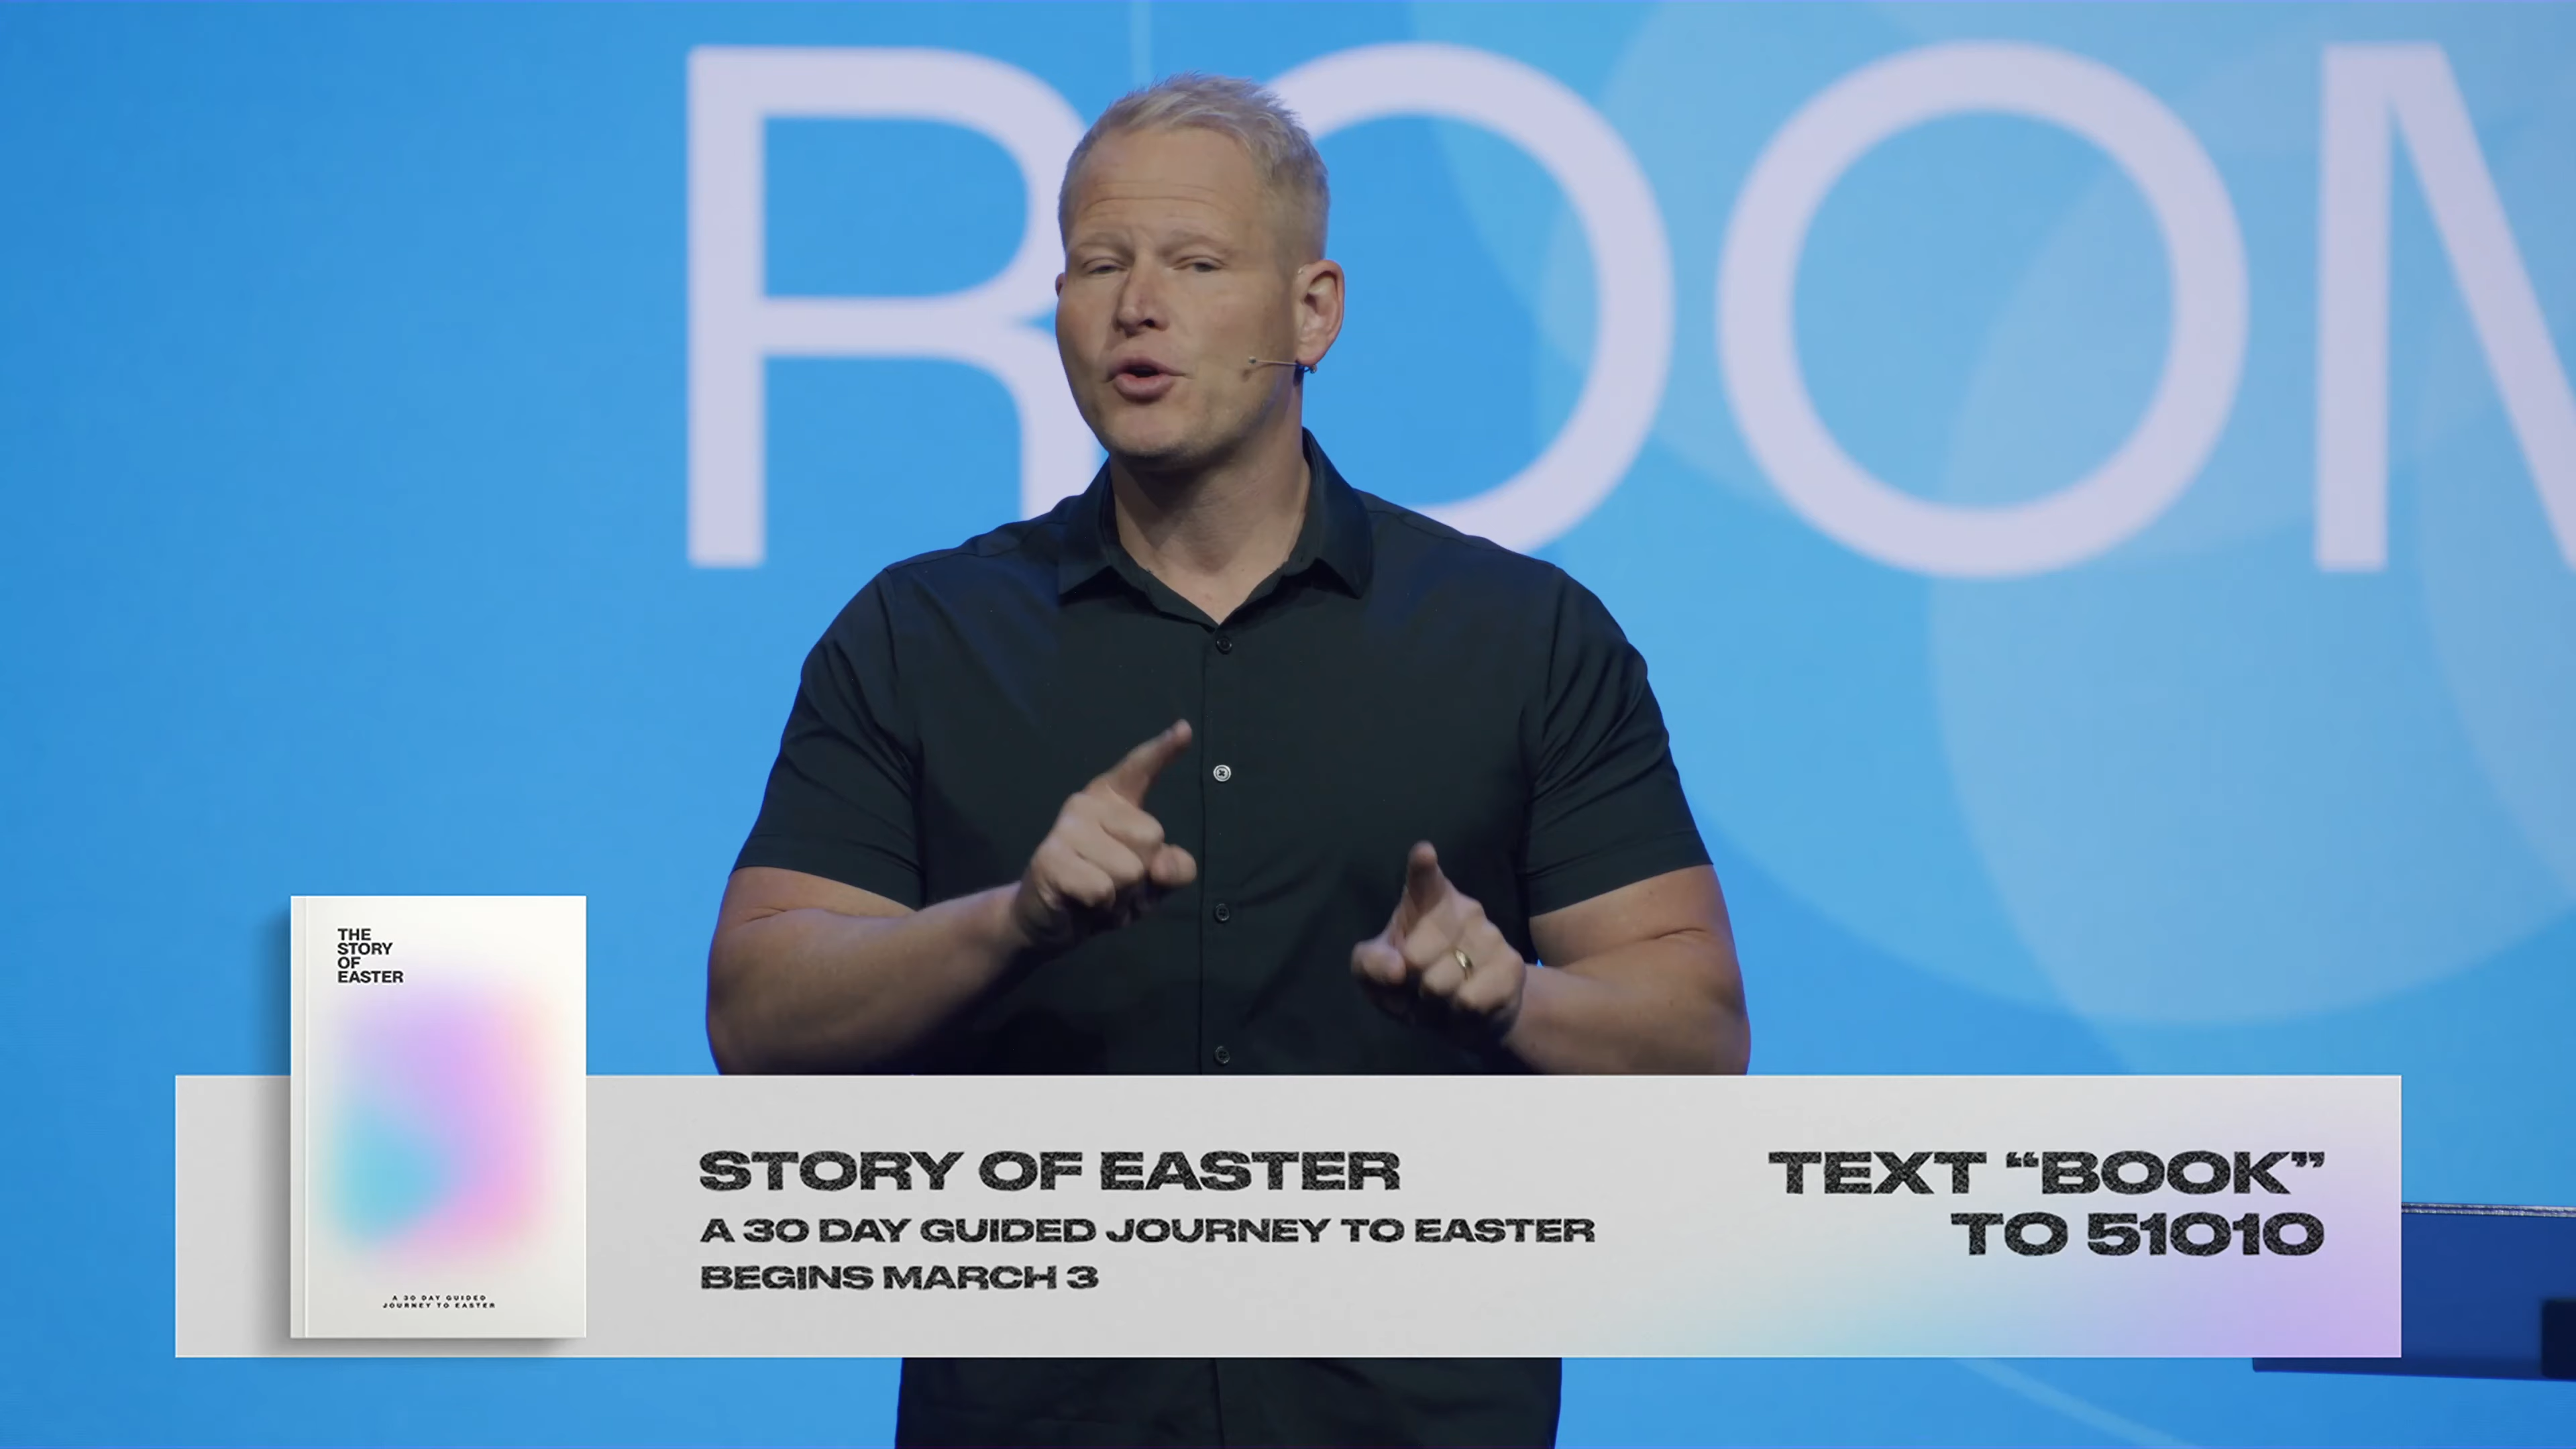 ROOM
THE
STORY
OF
EASTER
A 30 DAY GUIDED
JOURNEY TO EASTER
STORY OF EASTER
A 30 DAY GUIDED JOURNEY TO EASTER
BEGINS MARCH 3
TEXT “BOOK”
TO 51010